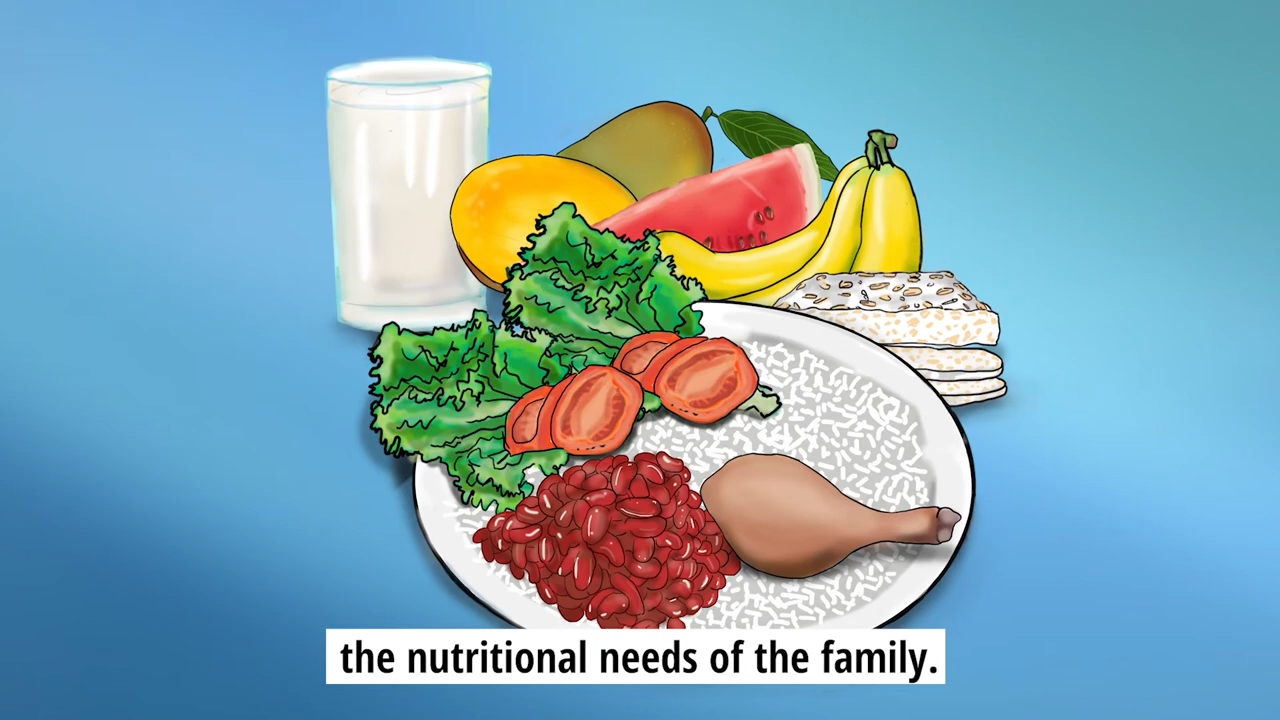 the nutritional needs of the family.